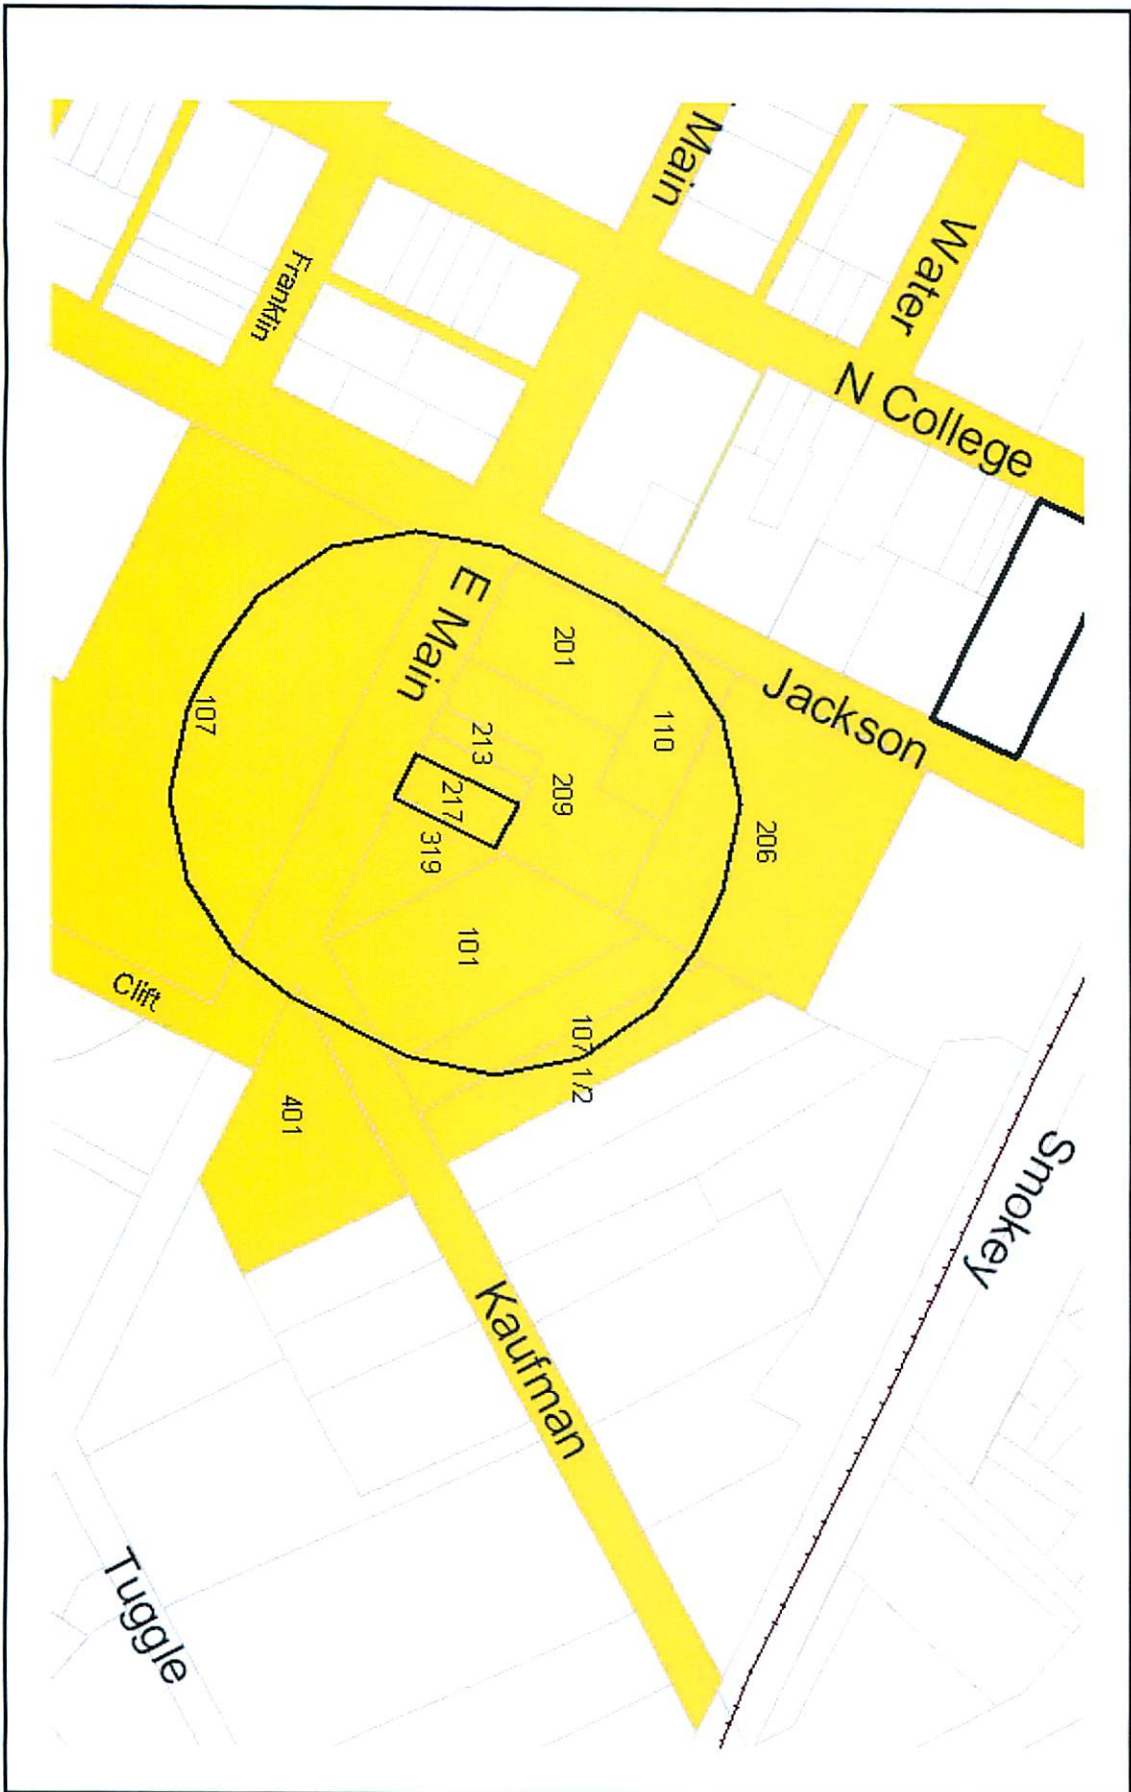 Main
Water
N College
Franklin
E Main
Jackson
201
110
213
209
217
319
206
107
101
107 1/2
Clift
401
Smokey
Kaufman
Tuggle